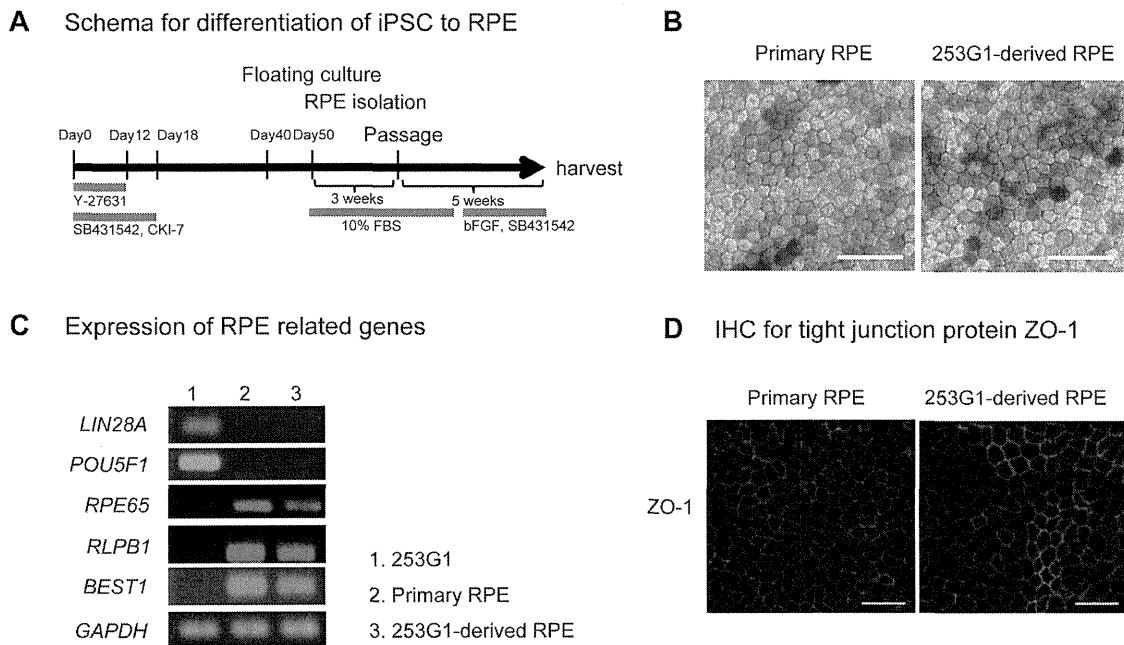 A Schema for differentiation of iPSC to RPE
Floating culture
RPE isolation
Day0 Day12 Day18 Day40 Day50 Passage
harvest
Y-27631
3 weeks
5 weeks
SB431542, CKI-7
10% FBS
bFGF, SB431542
B
Primary RPE 253G1-derived RPE
C Expression of RPE related genes
1 2 3
LIN28A
POU5F1
RPE65
RLPB1
BEST1
GAPDH
1. 253G1
2. Primary RPE
3. 253G1-derived RPE
D IHC for tight junction protein ZO-1
Primary RPE 253G1-derived RPE
ZO-1